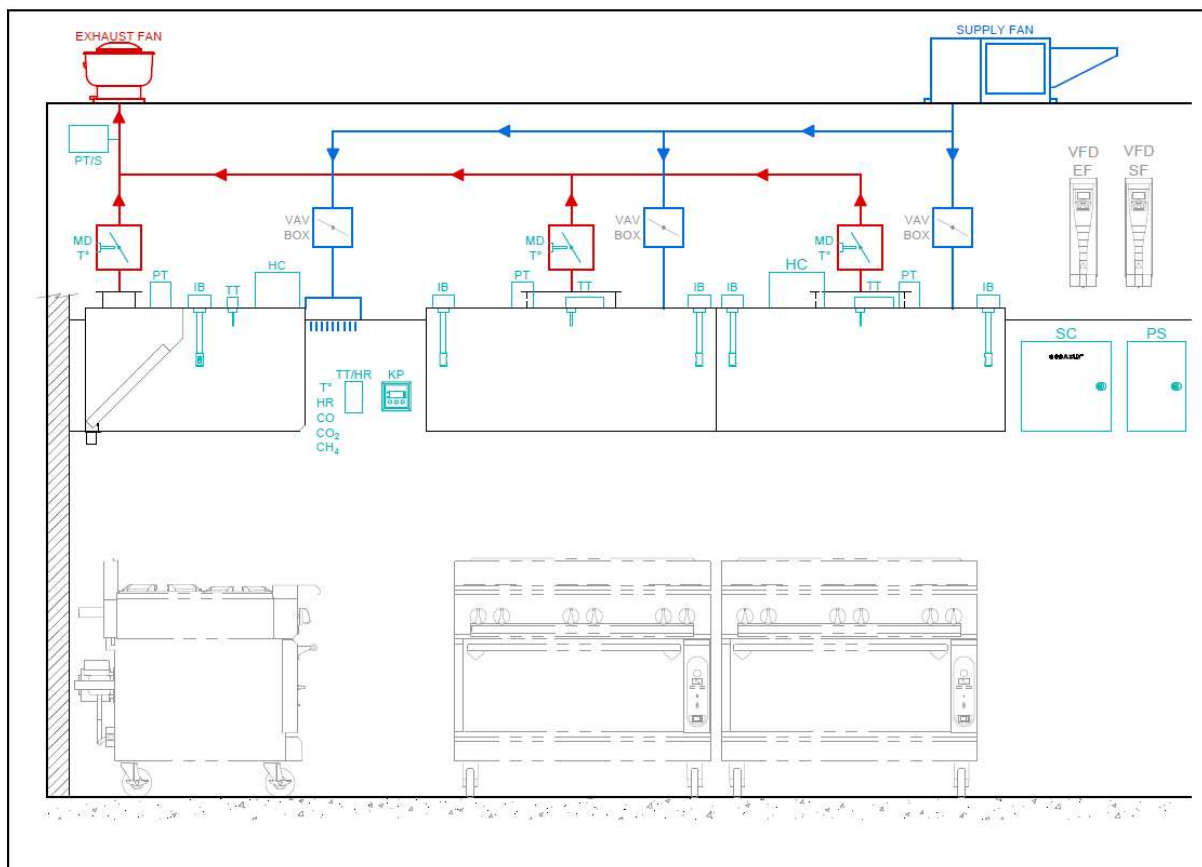 EXHAUST FAN
SUPPLY FAN
PT/S
VFD
EF
VFD
SF
VAV
BOX
VAV
BOX
VAV
BOX
MD
T°
MD
T°
MD
T°
PT
IB
TT
HC
IB
PT
TT
IB
IB
HC
TT
PT
IB
TT/HR
KP
T°
HR
CO
CO₂
CH₄
SC
PS